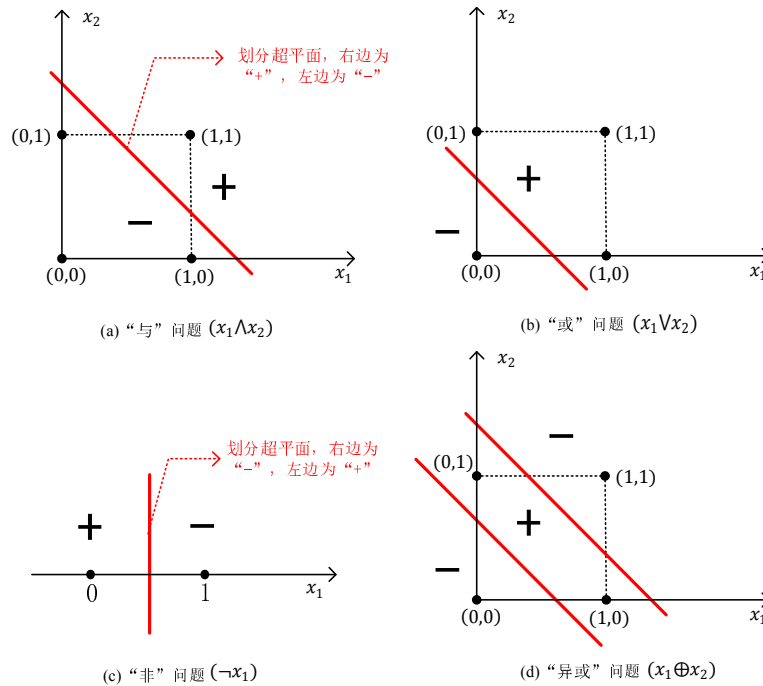 x₂
划分超平面，右边为
“+”，左边为“−”
(0,1)
(1,1)
+
−
(0,0)
(1,0)
x₁
(a) “与” 问题 (x₁∧x₂)
x₂
(0,1)
(1,1)
+
−
(0,0)
(1,0)
x₁
(b) “或” 问题 (x₁∨x₂)
划分超平面，右边为
“−”，左边为“+”
+
−
0
1
x₁
(c) “非” 问题 (¬x₁)
x₂
−
(0,1)
(1,1)
+
−
(0,0)
(1,0)
x₁
(d) “异或” 问题 (x₁⊕x₂)